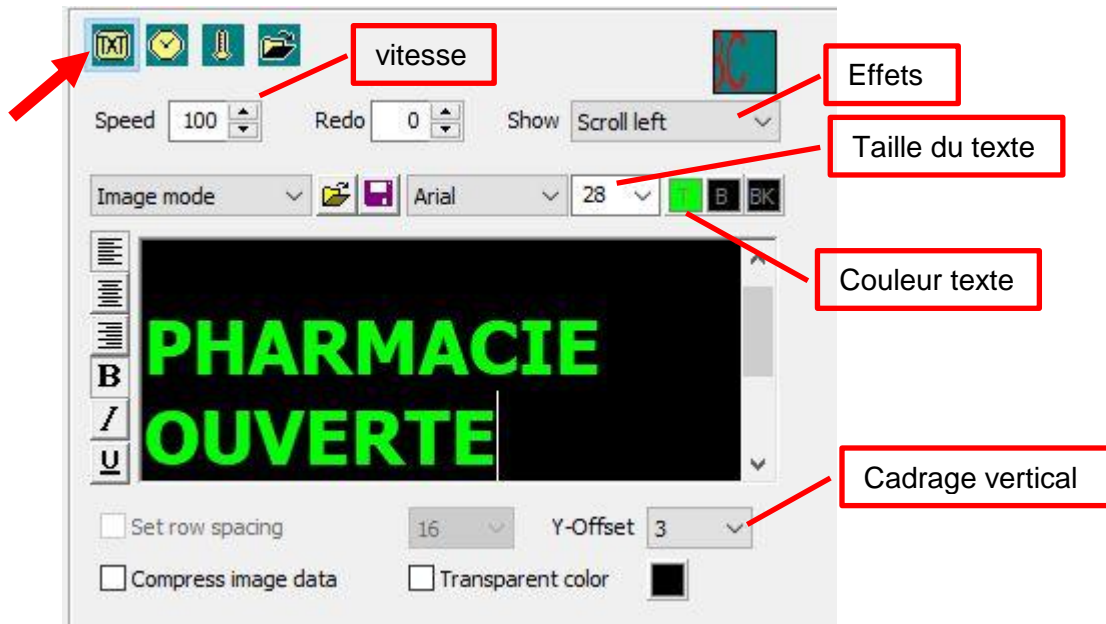 TXT
vitesse
Effets
Speed 100 Redo 0 Show Scroll left
Taille du texte
Image mode Arial 28 T B BK
Couleur texte
B
I
U
PHARMACIE
OUVERTE
Cadrage vertical
Set row spacing 16 Y-Offset 3
Compress image data Transparent color